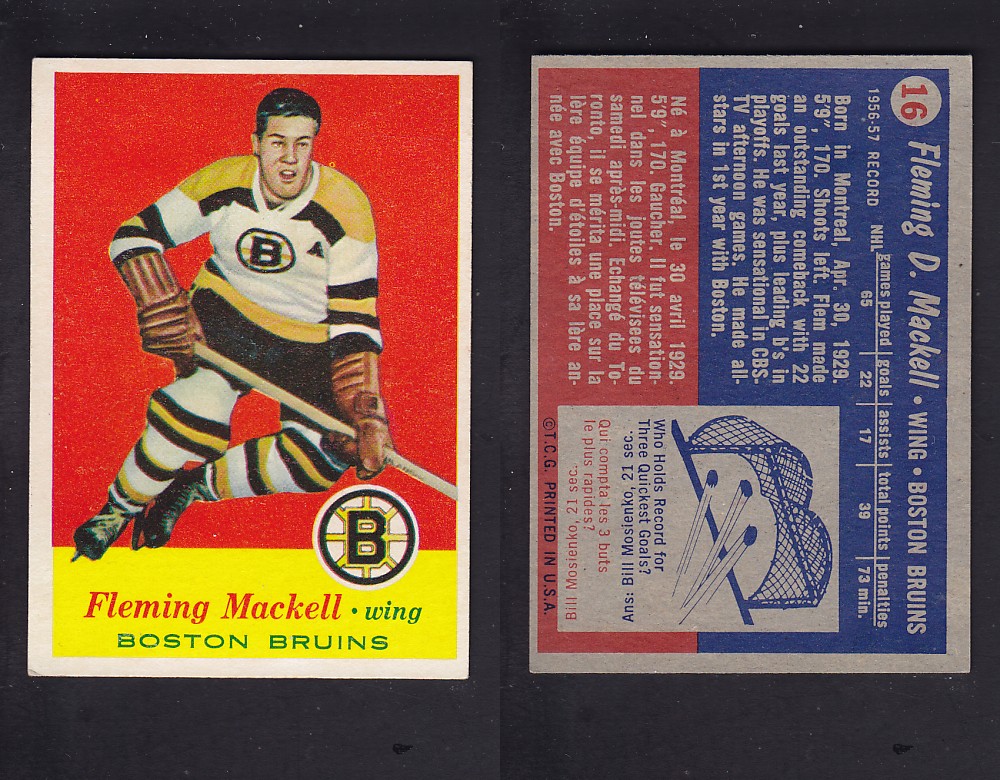 B
A
B
Fleming Mackell • wing
BOSTON BRUINS
16 Fleming D. Mackell • WING • BOSTON BRUINS
1956-57 RECORD NHL games played goals assists total points penalties
65 22 17 39 73 min.
Born in Montreal, Apr. 30, 1929.
5'9", 170. Shoots left. Flem made
an outstanding comeback with 22
goals last year, plus leading b's in
playoffs. He was sensational in CBS-
TV afternoon games. He made all-
stars in 1st year with Boston.
Né à Montréal, le 30 avril 1929.
5'9", 170. Gaucher. Il fut sensation-
nel dans les joutes télévisees du
samedi après-midi. Echangé du To-
ronto, il se mérita une place sur la
lère équipe d'étoiles à sa lère an-
née avec Boston.
Who Holds Record for
Three Quickest Goals?
Ans: Bill Mosienko, 21 sec.
Qui compta les 3 buts
le plus rapides?
Bill Mosienko, 21 sec.
©T.C.G. PRINTED IN U.S.A.